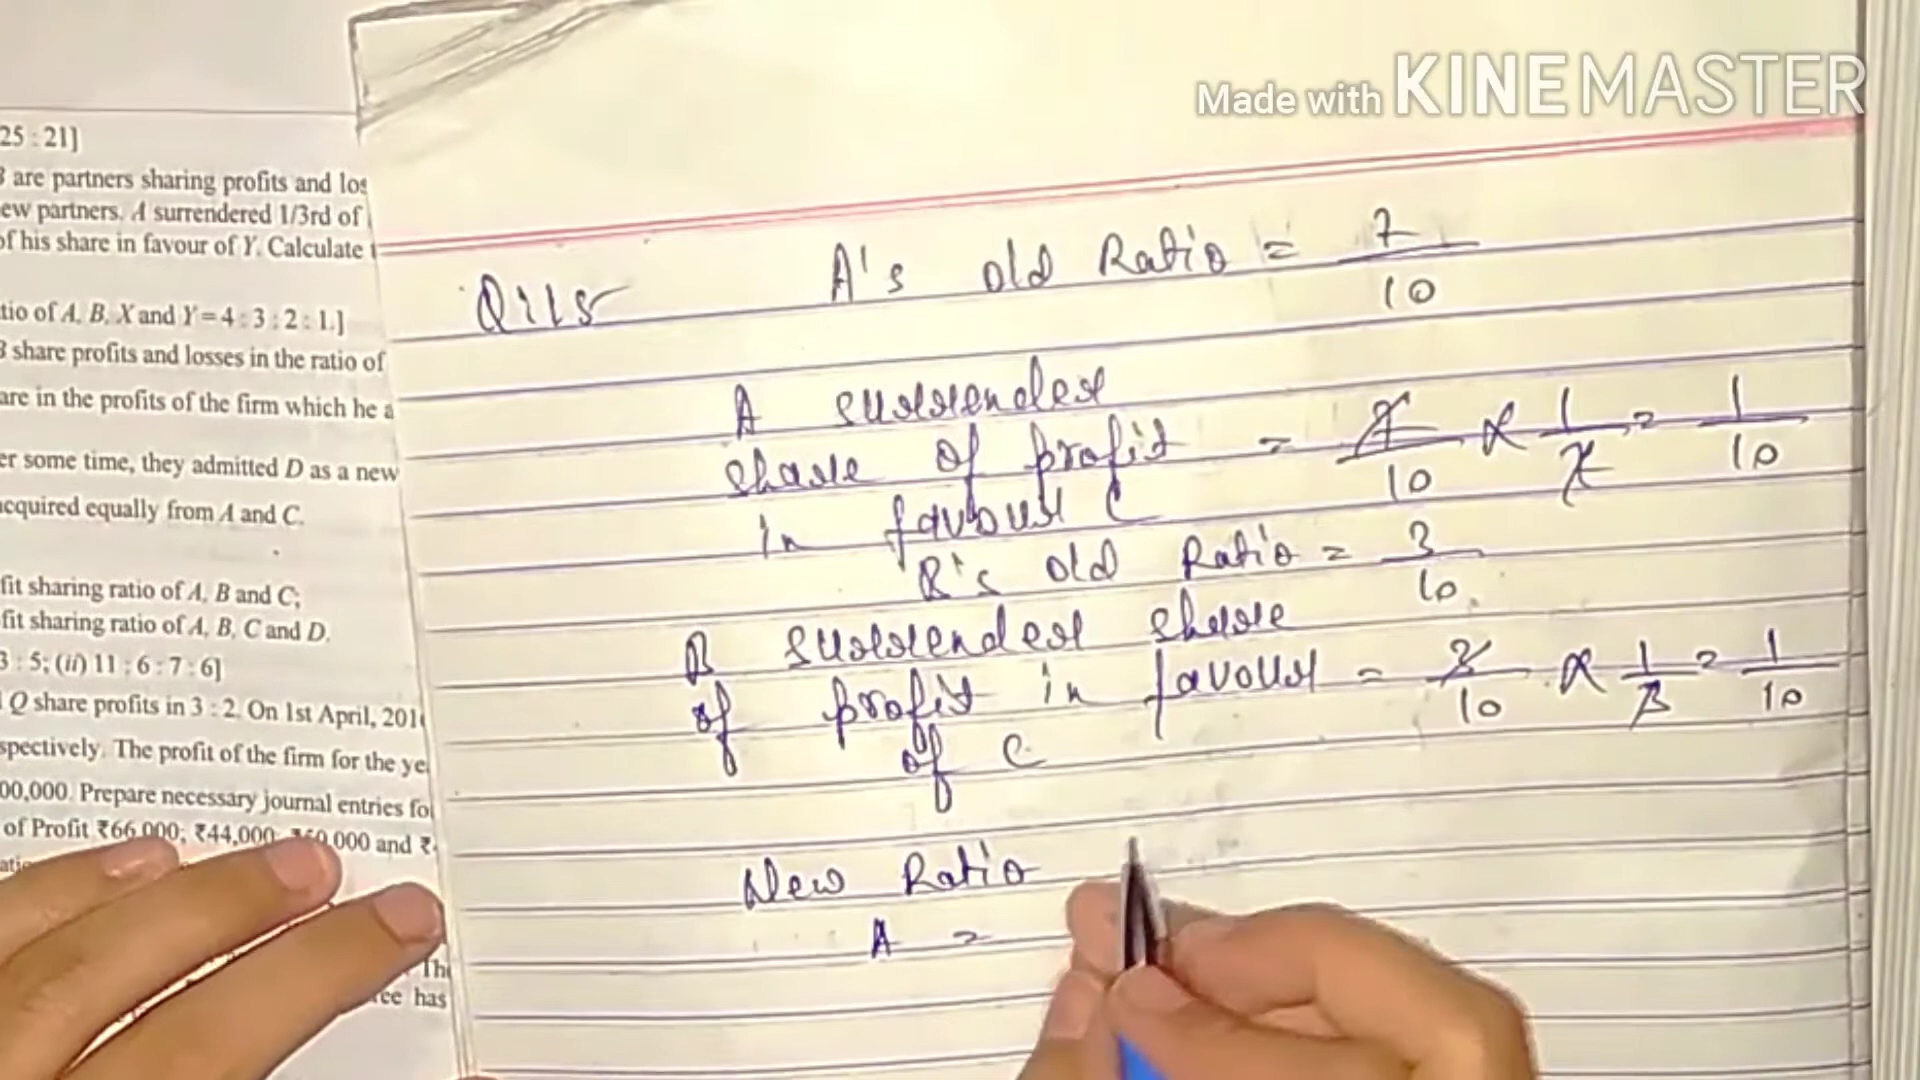 Made with KINEMASTER
25 : 21]
are partners sharing profits and los
ew partners. A surrendered 1/3rd of
of his share in favour of Y. Calculate
tio of A, B, X and Y = 4 : 3 : 2 : 1.]
share profits and losses in the ratio of
are in the profits of the firm which he a
er some time, they admitted D as a new
acquired equally from A and C.
fit sharing ratio of A, B and C;
fit sharing ratio of A, B, C and D.
3 : 5; (ii) 11 : 6 : 7 : 6]
Q share profits in 3 : 2. On 1st April, 201
spectively. The profit of the firm for the ye
00,000. Prepare necessary journal entries fo
of Profit ₹66,000; ₹44,000; 000 and ₹
The
ee has
A's old Ratio = 7/10
A surrender
share of profit = 7/10 × 1/7 = 1/10
in favour C
B's old Ratio = 3/10
B surrender share
of profit in favour = 3/10 × 1/3 = 1/10
of C
New Ratio
A =